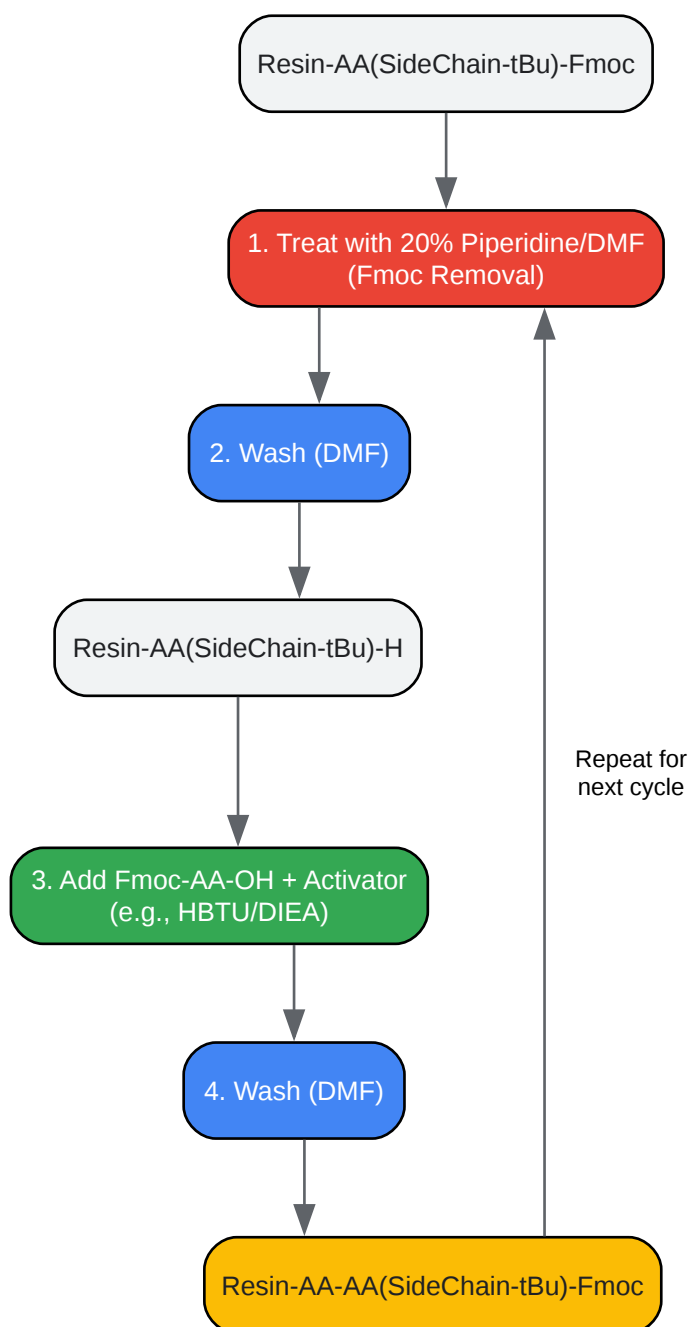 Resin-AA(SideChain-tBu)-Fmoc
1. Treat with 20% Piperidine/DMF
(Fmoc Removal)
2. Wash (DMF)
Resin-AA(SideChain-tBu)-H
Repeat for
next cycle
3. Add Fmoc-AA-OH + Activator
(e.g., HBTU/DIEA)
4. Wash (DMF)
Resin-AA-AA(SideChain-tBu)-Fmoc